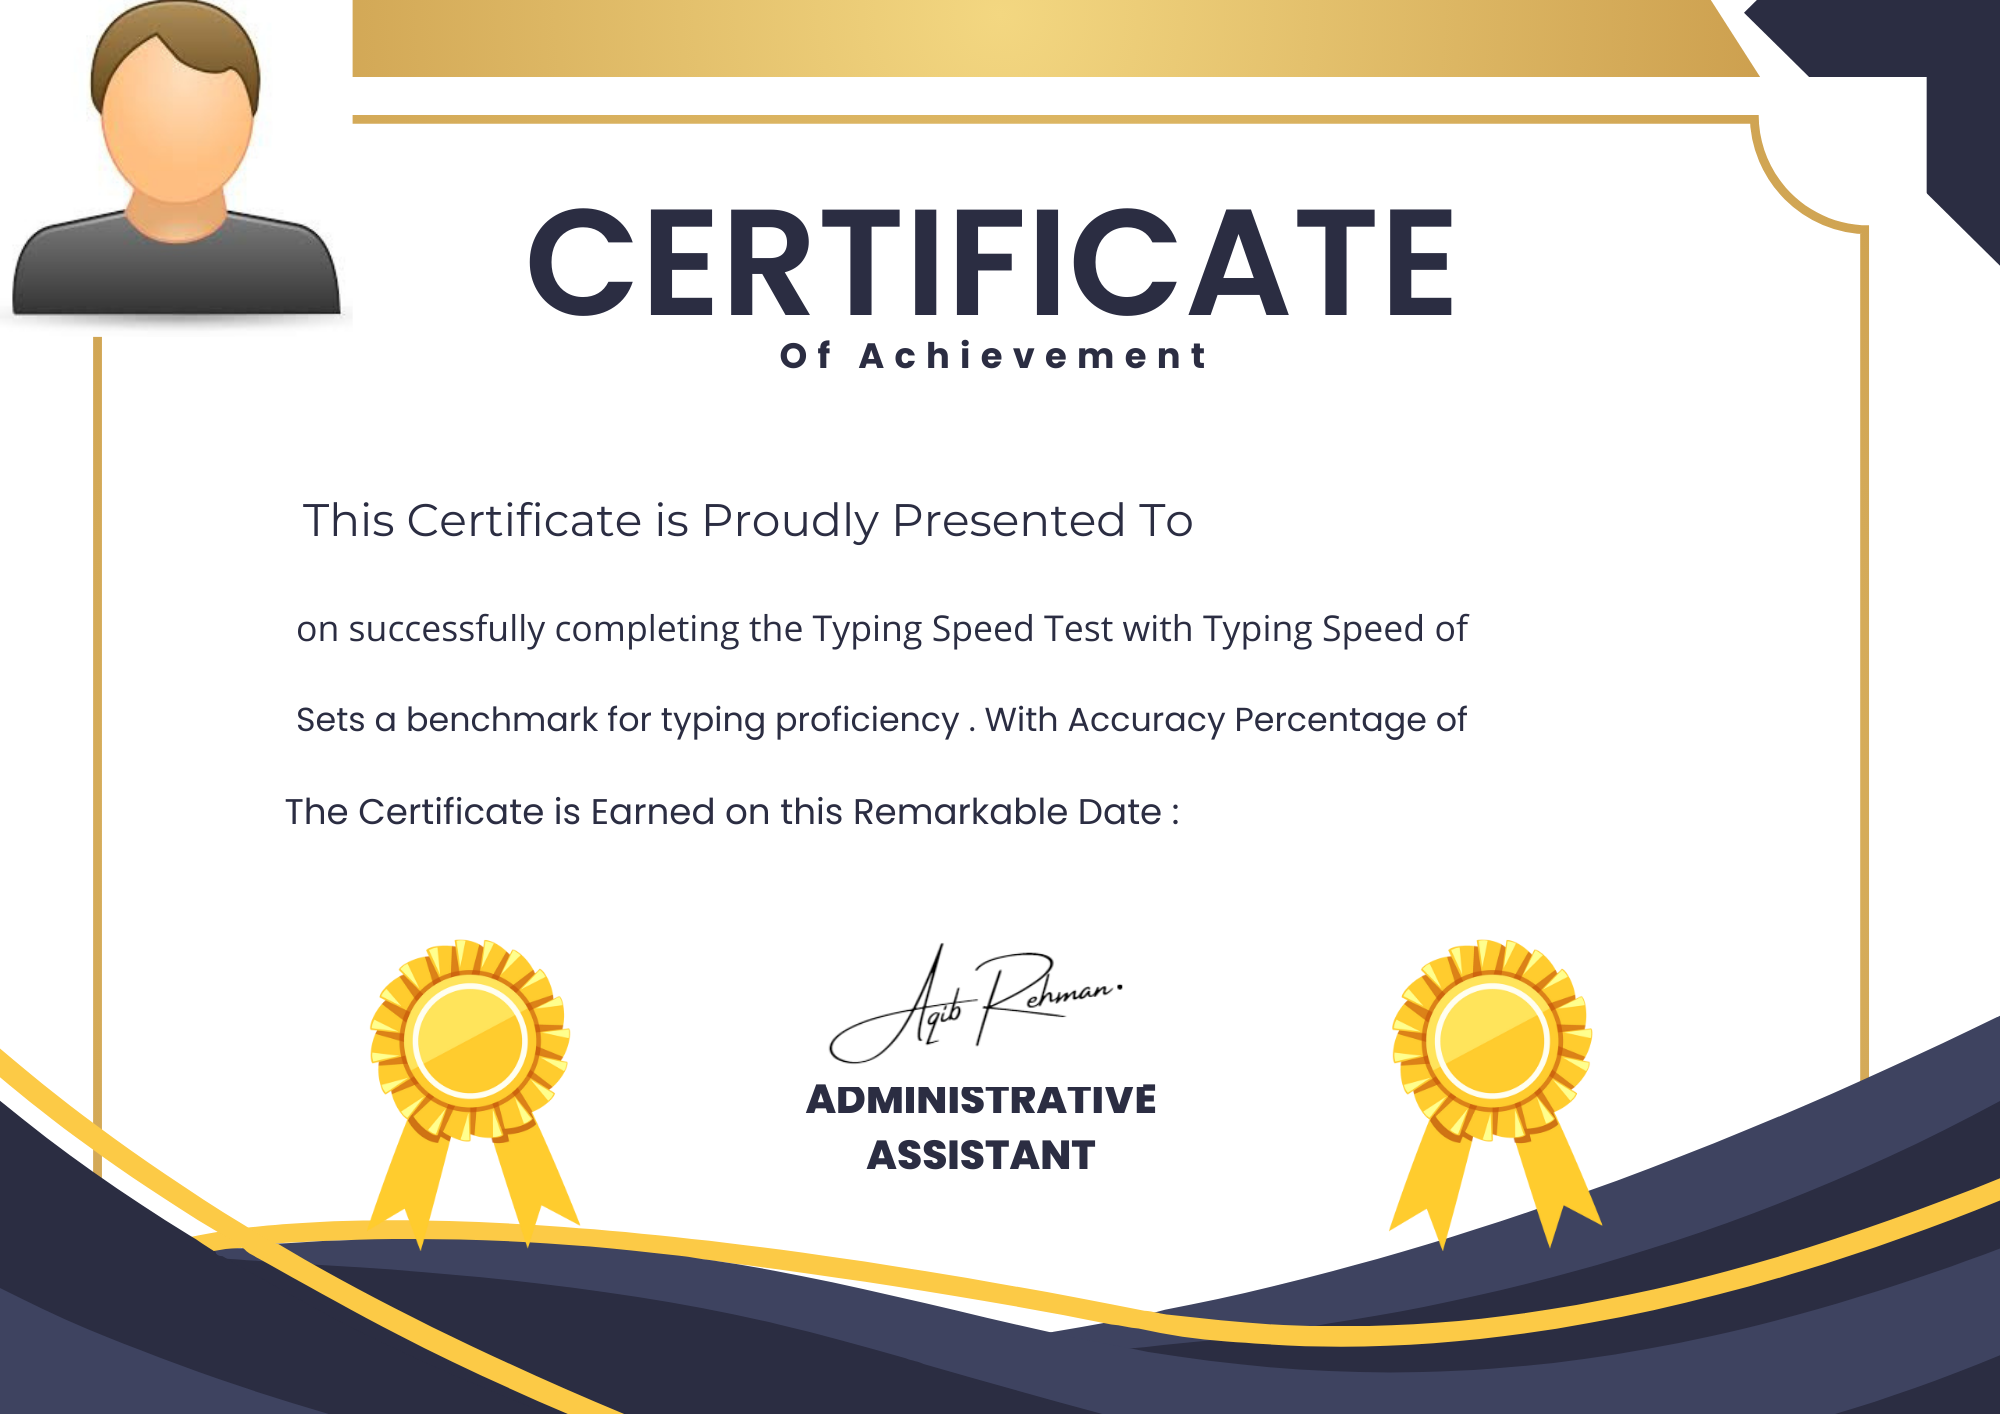 CERTIFICATE
Of Achievement
This Certificate is Proudly Presented To
on successfully completing the Typing Speed Test with Typing Speed of
Sets a benchmark for typing proficiency . With Accuracy Percentage of
The Certificate is Earned on this Remarkable Date :
Aqib Rehman.
ADMINISTRATIVE
ASSISTANT